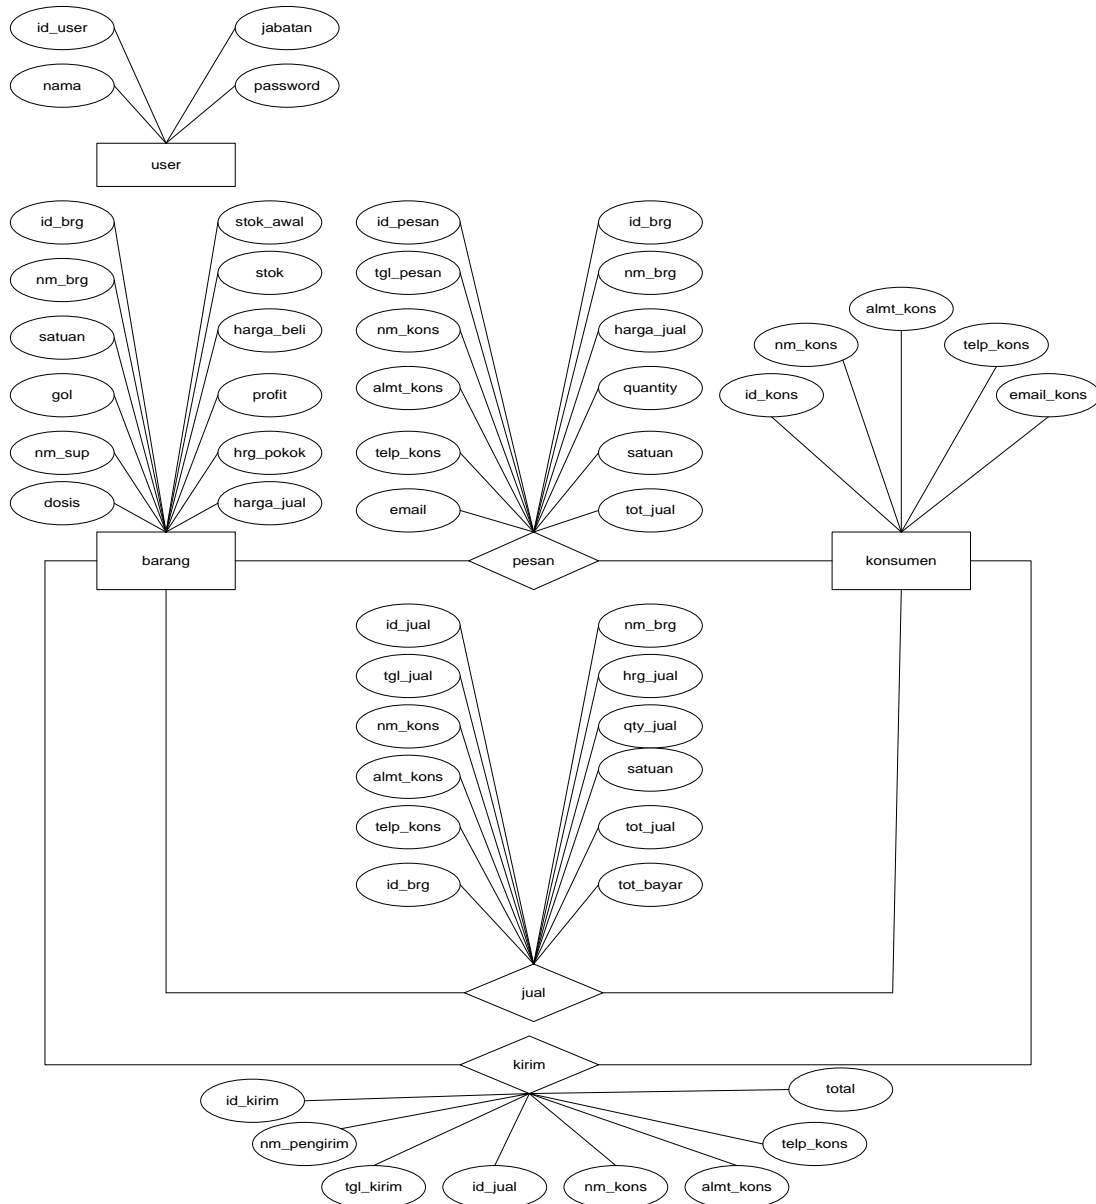 id_user
jabatan
nama
password
user
id_brg
stok_awal
id_pesan
id_brg
nm_brg
stok
tgl_pesan
nm_brg
almt_kons
satuan
harga_beli
nm_kons
harga_jual
nm_kons
telp_kons
gol
profit
almt_kons
quantity
id_kons
email_kons
nm_sup
hrg_pokok
telp_kons
satuan
dosis
harga_jual
email
tot_jual
barang
pesan
konsumen
id_jual
nm_brg
tgl_jual
hrg_jual
nm_kons
qty_jual
almt_kons
satuan
telp_kons
tot_jual
id_brg
tot_bayar
jual
kirim
total
id_kirim
nm_pengirim
telp_kons
tgl_kirim
id_jual
nm_kons
almt_kons